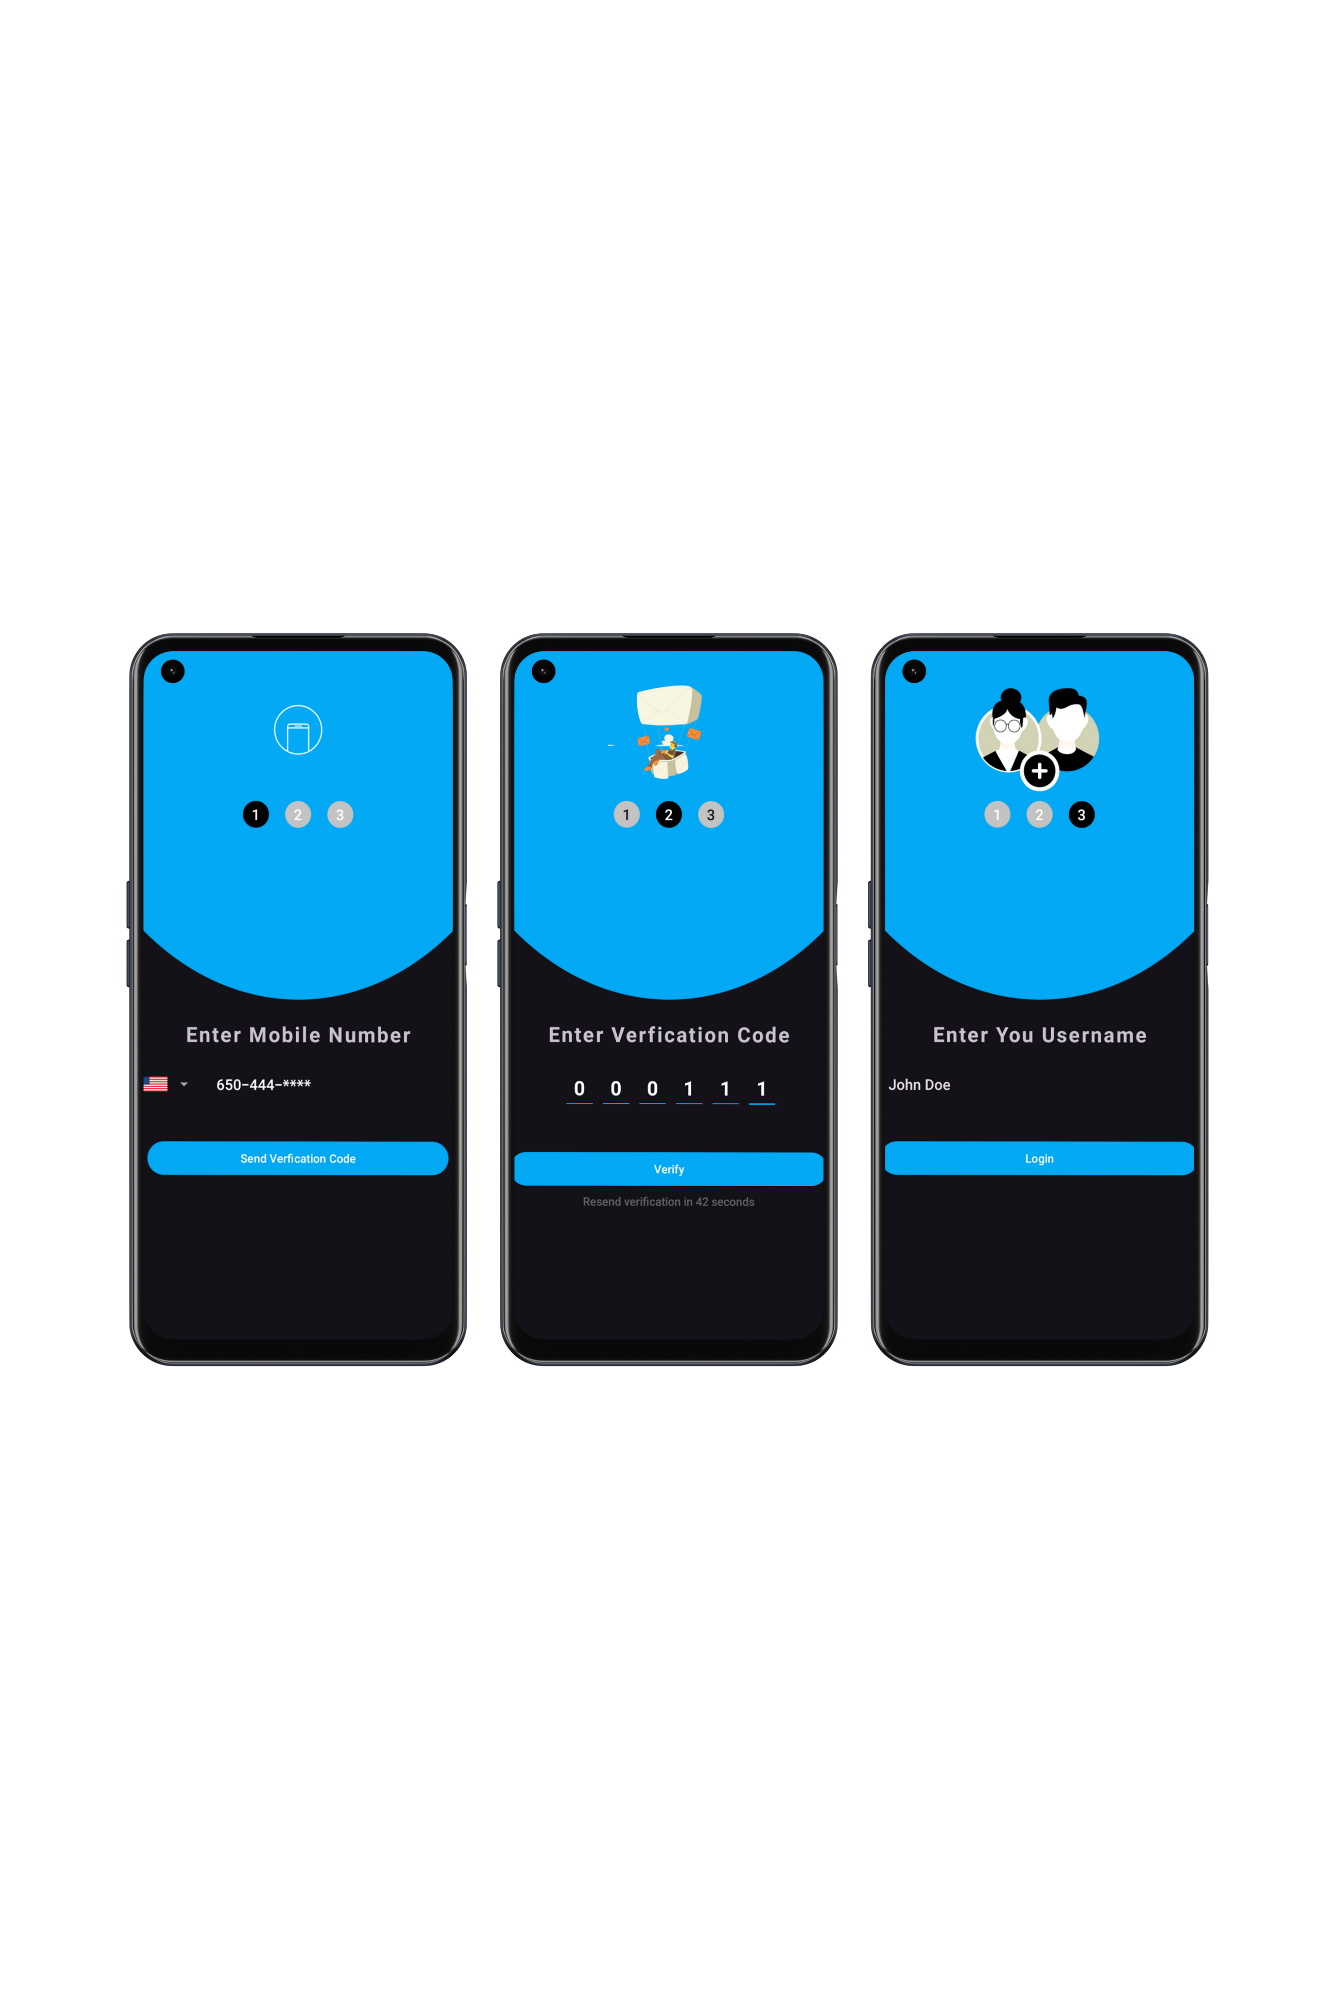 1 2 3
Enter Mobile Number
650-444-****
Send Verfication Code
1 2 3
Enter Verfication Code
0 0 0 1 1 1
Verify
Resend verification in 42 seconds
1 2 3
Enter You Username
John Doe
Login